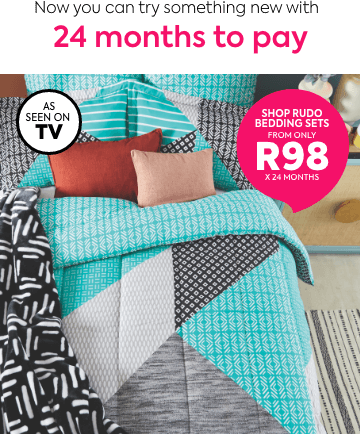 Now you can try something new with
24 months to pay
AS
SEEN ON
TV
SHOP RUDO
BEDDING SETS
FROM ONLY
R98
X 24 MONTHS